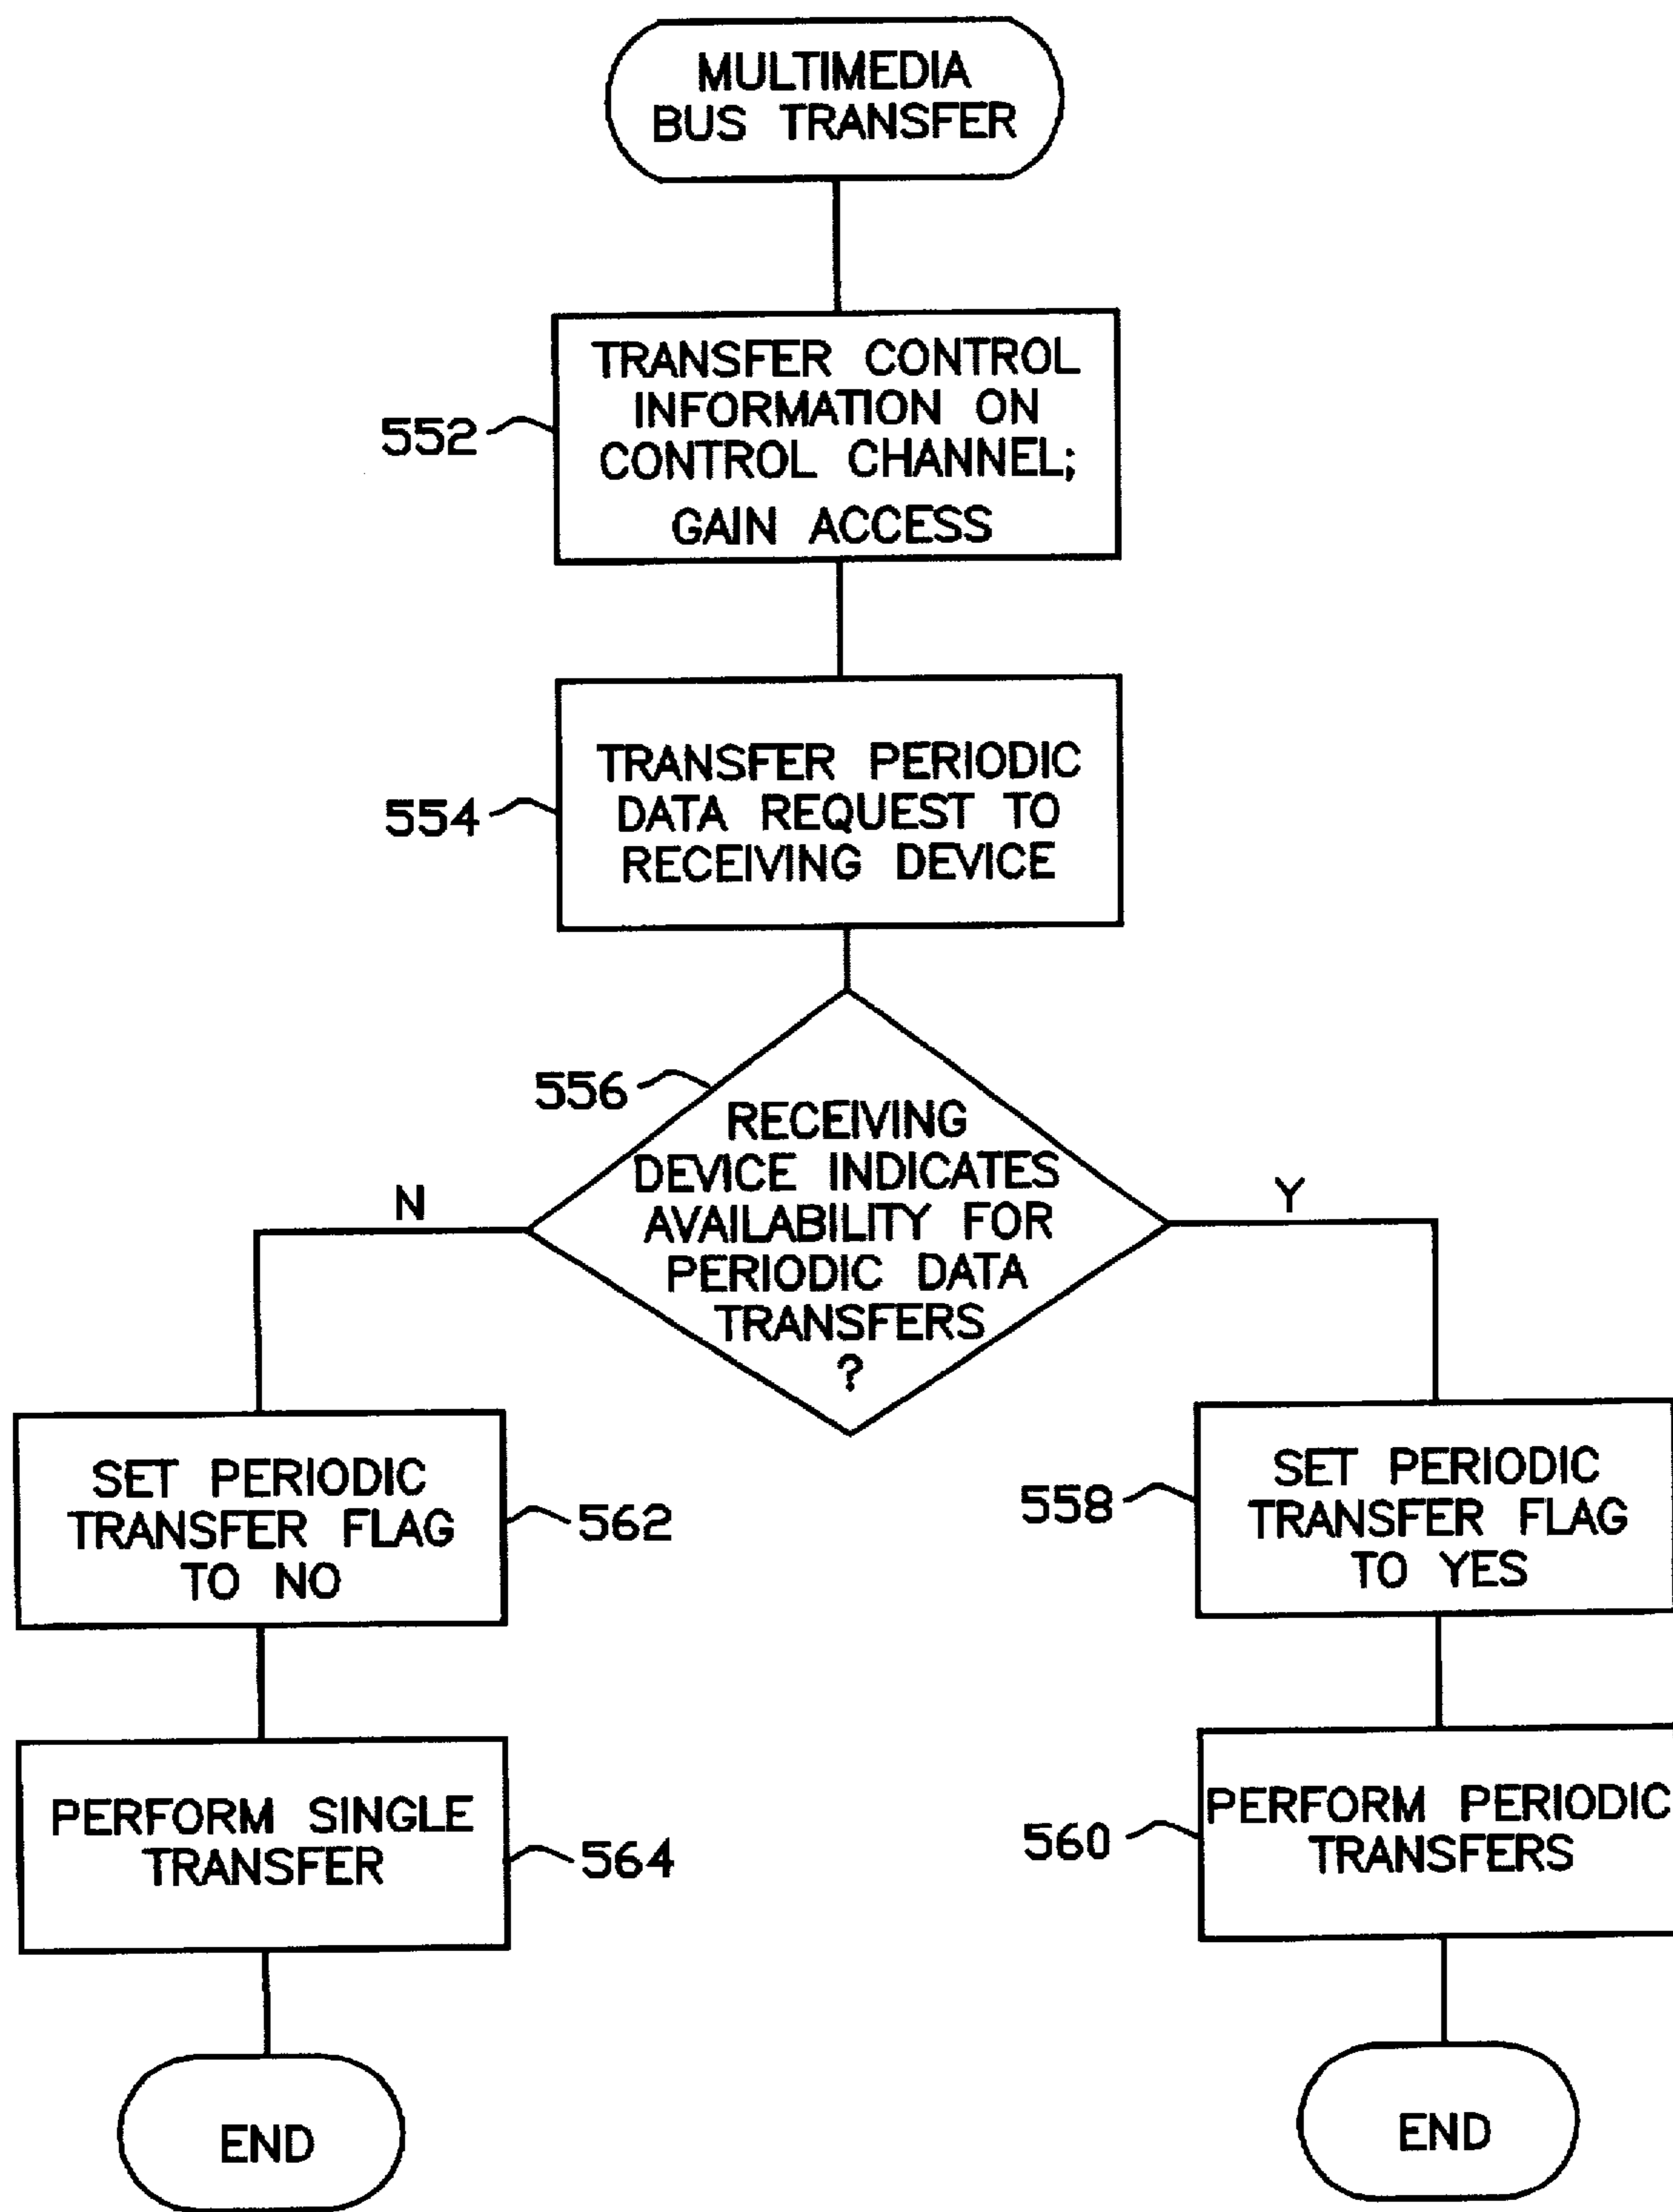 MULTIMEDIA
BUS TRANSFER
TRANSFER CONTROL
INFORMATION ON
CONTROL CHANNEL;
GAIN ACCESS
552
TRANSFER PERIODIC
DATA REQUEST TO
RECEIVING DEVICE
554
556
RECEIVING
DEVICE INDICATES
AVAILABILITY FOR
PERIODIC DATA
TRANSFERS
?
N
Y
SET PERIODIC
TRANSFER FLAG
TO NO
562
558
SET PERIODIC
TRANSFER FLAG
TO YES
PERFORM SINGLE
TRANSFER
564
560
PERFORM PERIODIC
TRANSFERS
END
END